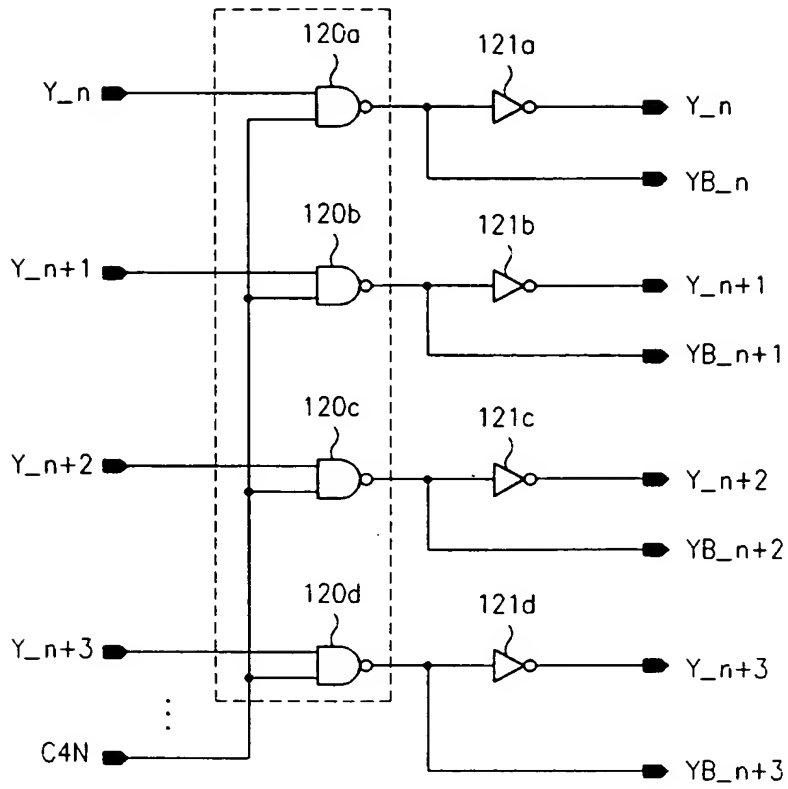 120a
121a
Y_n
Y_n
YB_n
120b
121b
Y_n+1
Y_n+1
YB_n+1
120c
121c
Y_n+2
Y_n+2
YB_n+2
120d
121d
Y_n+3
Y_n+3
C4N
YB_n+3